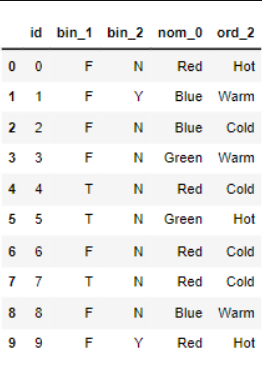 id bin_1 bin_2 nom_0 ord_2
0 0 F N Red Hot
1 1 F Y Blue Warm
2 2 F N Blue Cold
3 3 F N Green Warm
4 4 T N Red Cold
5 5 T N Green Hot
6 6 F N Red Cold
7 7 T N Red Cold
8 8 F N Blue Warm
9 9 F Y Red Hot